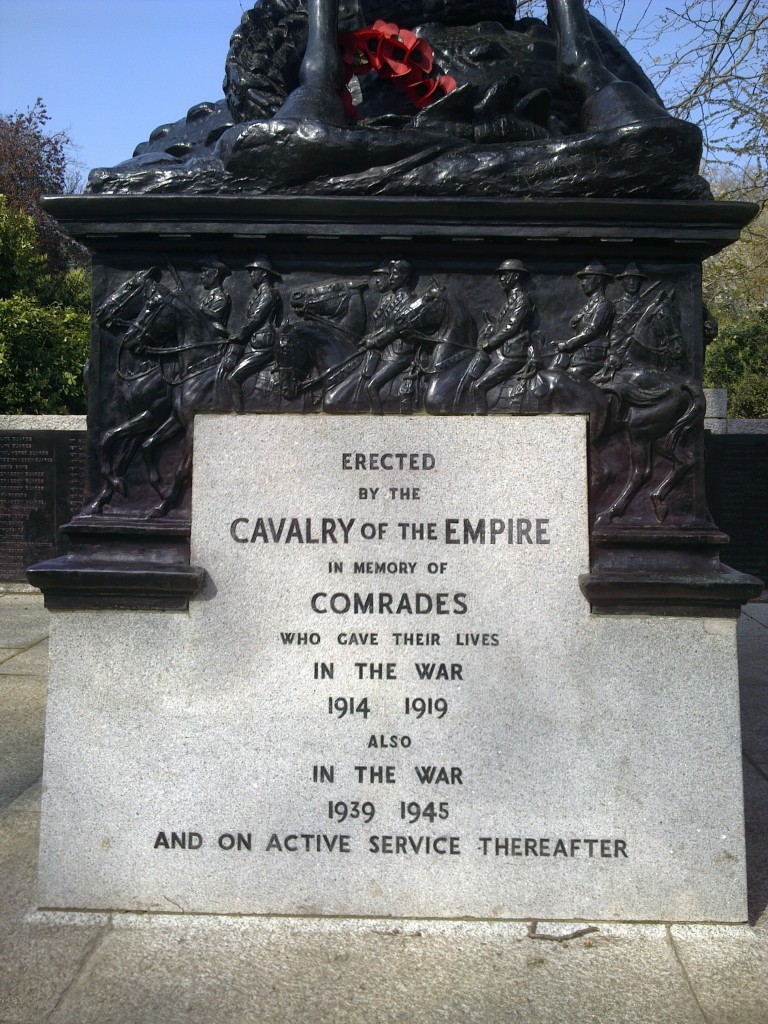 ERECTED
BY THE
CAVALRY OF THE EMPIRE
IN MEMORY OF
COMRADES
WHO GAVE THEIR LIVES
IN THE WAR
1914 1919
ALSO
IN THE WAR
1939 1945
AND ON ACTIVE SERVICE THEREAFTER